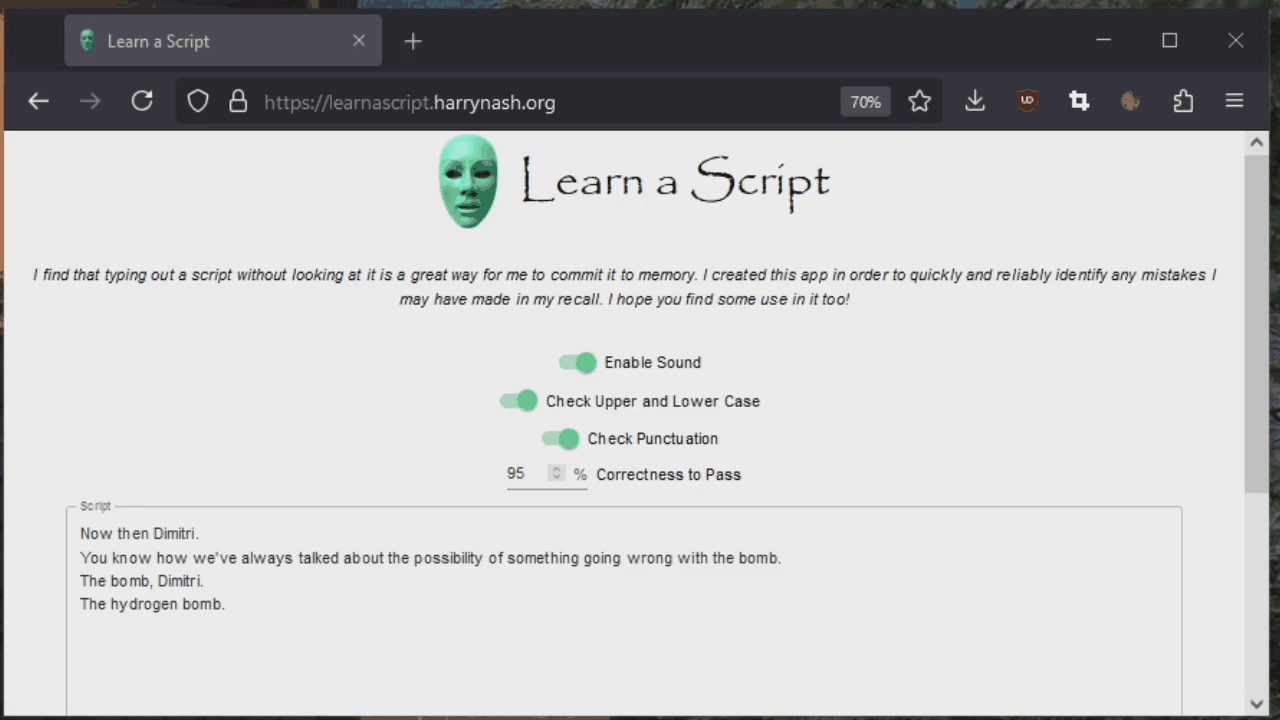 Learn a Script
https://learnascript.harrynash.org
70%
Learn a Script
I find that typing out a script without looking at it is a great way for me to commit it to memory. I created this app in order to quickly and reliably identify any mistakes I
may have made in my recall. I hope you find some use in it too!
Enable Sound
Check Upper and Lower Case
Check Punctuation
95 % Correctness to Pass
Script
Now then Dimitri.
You know how we've always talked about the possibility of something going wrong with the bomb.
The bomb, Dimitri.
The hydrogen bomb.